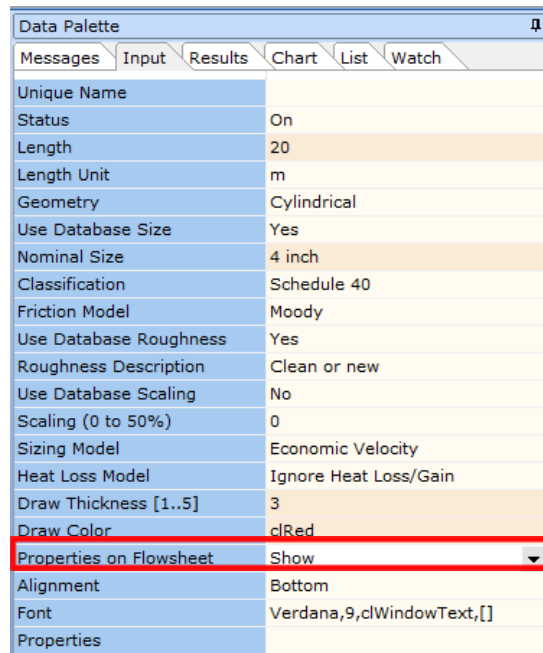 Data Palette
Messages Input Results Chart List Watch
Unique Name
Status On
Length 20
Length Unit m
Geometry Cylindrical
Use Database Size Yes
Nominal Size 4 inch
Classification Schedule 40
Friction Model Moody
Use Database Roughness Yes
Roughness Description Clean or new
Use Database Scaling No
Scaling (0 to 50%) 0
Sizing Model Economic Velocity
Heat Loss Model Ignore Heat Loss/Gain
Draw Thickness [1..5] 3
Draw Color clRed
Properties on Flowsheet Show
Alignment Bottom
Font Verdana,9,clWindowText,[]
Properties